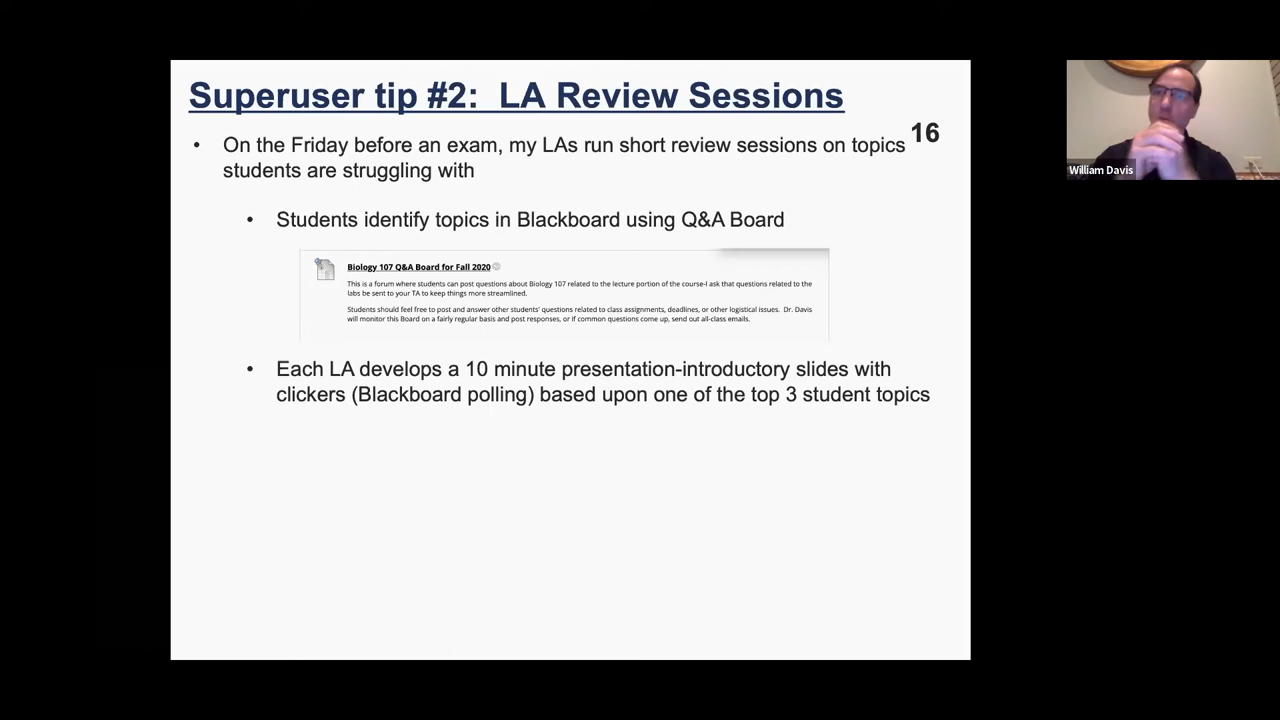 Superuser tip #2: LA Review Sessions
16
• On the Friday before an exam, my LAs run short review sessions on topics
students are struggling with
• Students identify topics in Blackboard using Q&A Board
Biology 107 Q&A Board for Fall 2020
This is a forum where students can post questions about Biology 107 related to the lecture portion of the course-I ask that questions related to the
labs be sent to your TA to keep things more streamlined.
Students should feel free to post and answer other students' questions related to class assignments, deadlines, or other logistical issues. Dr. Davis
will monitor this Board on a fairly regular basis and post responses, or if common questions come up, send out all-class emails.
• Each LA develops a 10 minute presentation-introductory slides with
clickers (Blackboard polling) based upon one of the top 3 student topics
William Davis